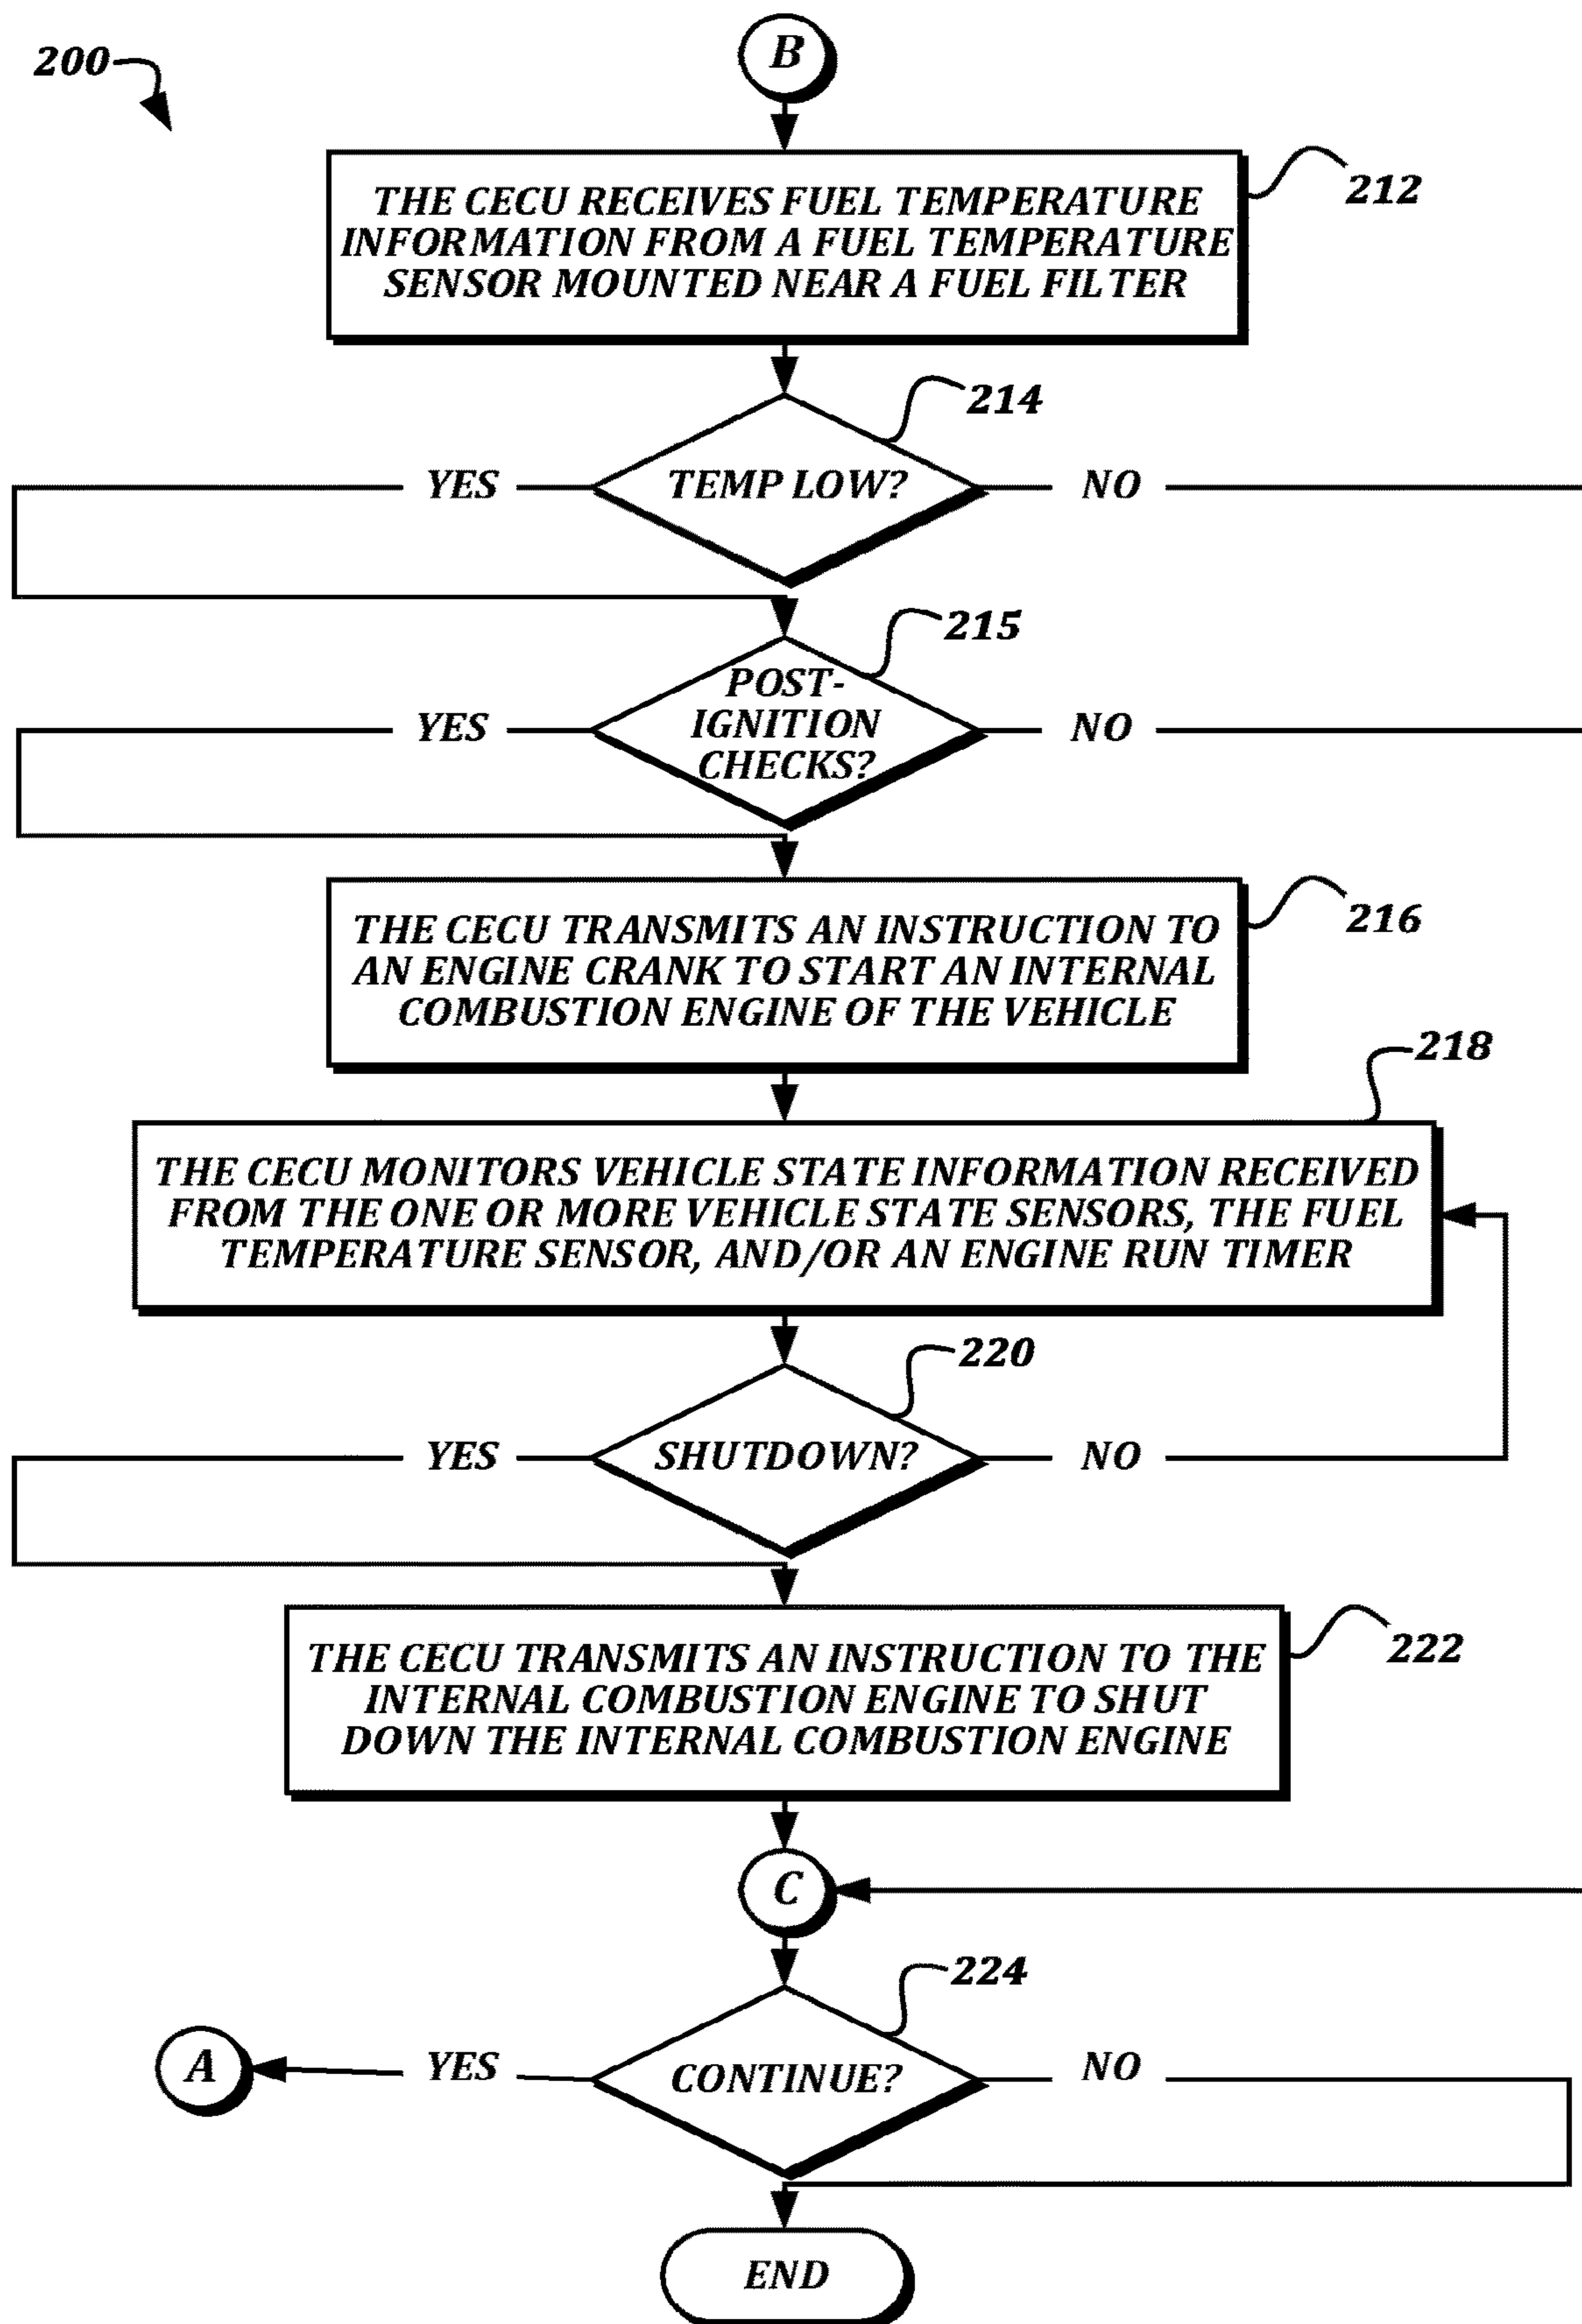 200
B
THE CECU RECEIVES FUEL TEMPERATURE
INFORMATION FROM A FUEL TEMPERATURE
SENSOR MOUNTED NEAR A FUEL FILTER
212
214
YES
TEMP LOW?
NO
215
YES
POST-
IGNITION
CHECKS?
NO
THE CECU TRANSMITS AN INSTRUCTION TO
AN ENGINE CRANK TO START AN INTERNAL
COMBUSTION ENGINE OF THE VEHICLE
216
218
THE CECU MONITORS VEHICLE STATE INFORMATION RECEIVED
FROM THE ONE OR MORE VEHICLE STATE SENSORS, THE FUEL
TEMPERATURE SENSOR, AND/OR AN ENGINE RUN TIMER
220
YES
SHUTDOWN?
NO
THE CECU TRANSMITS AN INSTRUCTION TO THE
INTERNAL COMBUSTION ENGINE TO SHUT
DOWN THE INTERNAL COMBUSTION ENGINE
222
C
224
A
YES
CONTINUE?
NO
END